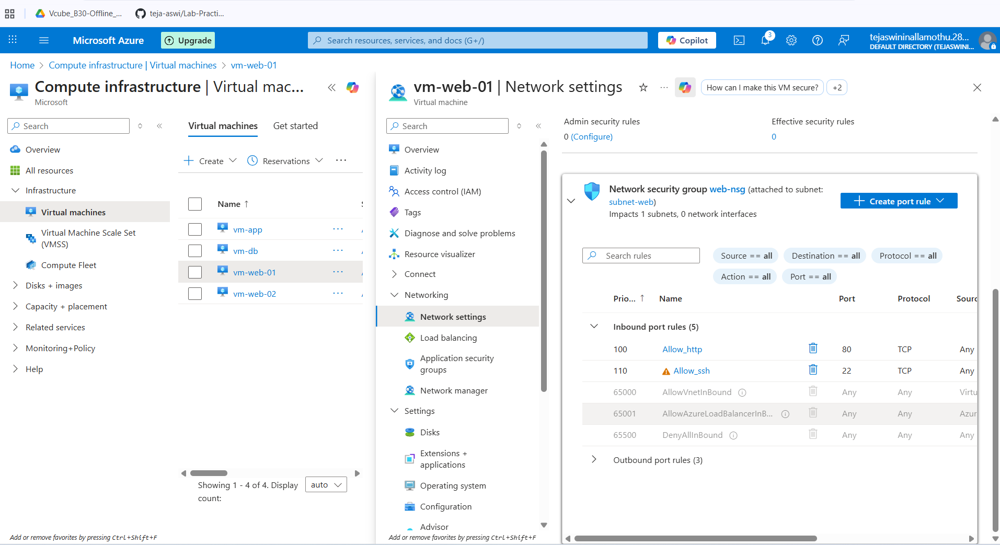 Vcube_B30-Offline_...
teja-aswi/Lab-Practi...
Microsoft Azure
Upgrade
Search resources, services, and docs (G+/)
Copilot
3
tejaswininallamothu.28...
DEFAULT DIRECTORY (TEJASWINI...
Home > Compute infrastructure | Virtual machines > vm-web-01
Compute infrastructure | Virtual mac...
Microsoft
Search
Overview
All resources
Infrastructure
Virtual machines
Virtual Machine Scale Set
(VMSS)
Compute Fleet
Disks + images
Capacity + placement
Related services
Monitoring+Policy
Help
Add or remove favorites by pressing Ctrl+Shift+F
Virtual machines
Get started
Create
Reservations
Name ↑
vm-app
vm-db
vm-web-01
vm-web-02
Showing 1 - 4 of 4. Display
count:
auto
vm-web-01 | Network settings
Virtual machine
How can I make this VM secure?
+2
Search
Overview
Activity log
Access control (IAM)
Tags
Diagnose and solve problems
Resource visualizer
Connect
Networking
Network settings
Load balancing
Application security
groups
Network manager
Settings
Disks
Extensions +
applications
Operating system
Configuration
Advisor
Add or remove favorites by pressing Ctrl+Shift+F
Admin security rules
0 (Configure)
Effective security rules
0
Network security group web-nsg (attached to subnet:
subnet-web)
Impacts 1 subnets, 0 network interfaces
Create port rule
Search rules
Source == all
Destination == all
Protocol == all
Action == all
Port == all
Prio... ↑ Name Port Protocol Sourc
Inbound port rules (5)
100 Allow_http 80 TCP Any
110 Allow_ssh 22 TCP Any
65000 AllowVnetInBound Any Any Virtu
65001 AllowAzureLoadBalancerInB... Any Any Azur
65500 DenyAllInBound Any Any Any
Outbound port rules (3)